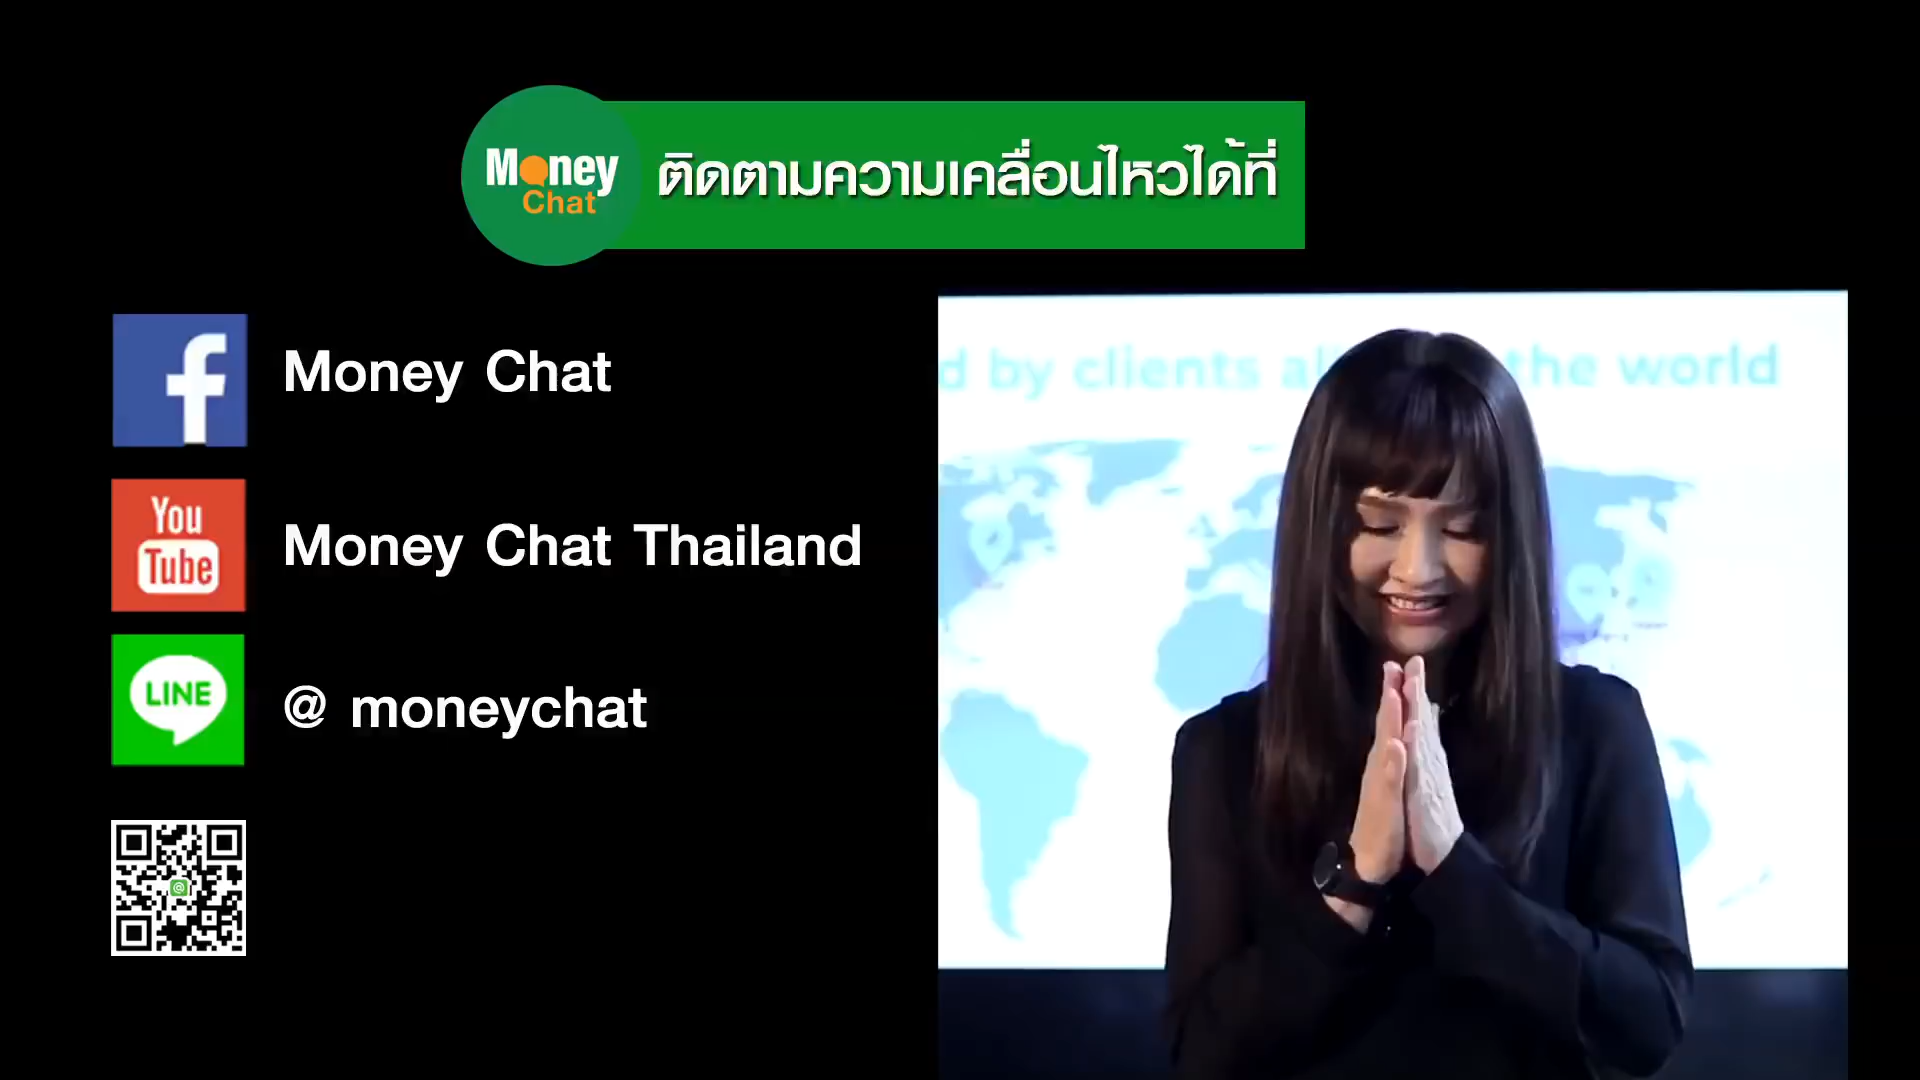 Money
Chat
ติดตามความเคลื่อนไหวได้ที่
Money Chat
You
Tube
Money Chat Thailand
LINE
@ moneychat
d by clients al the world